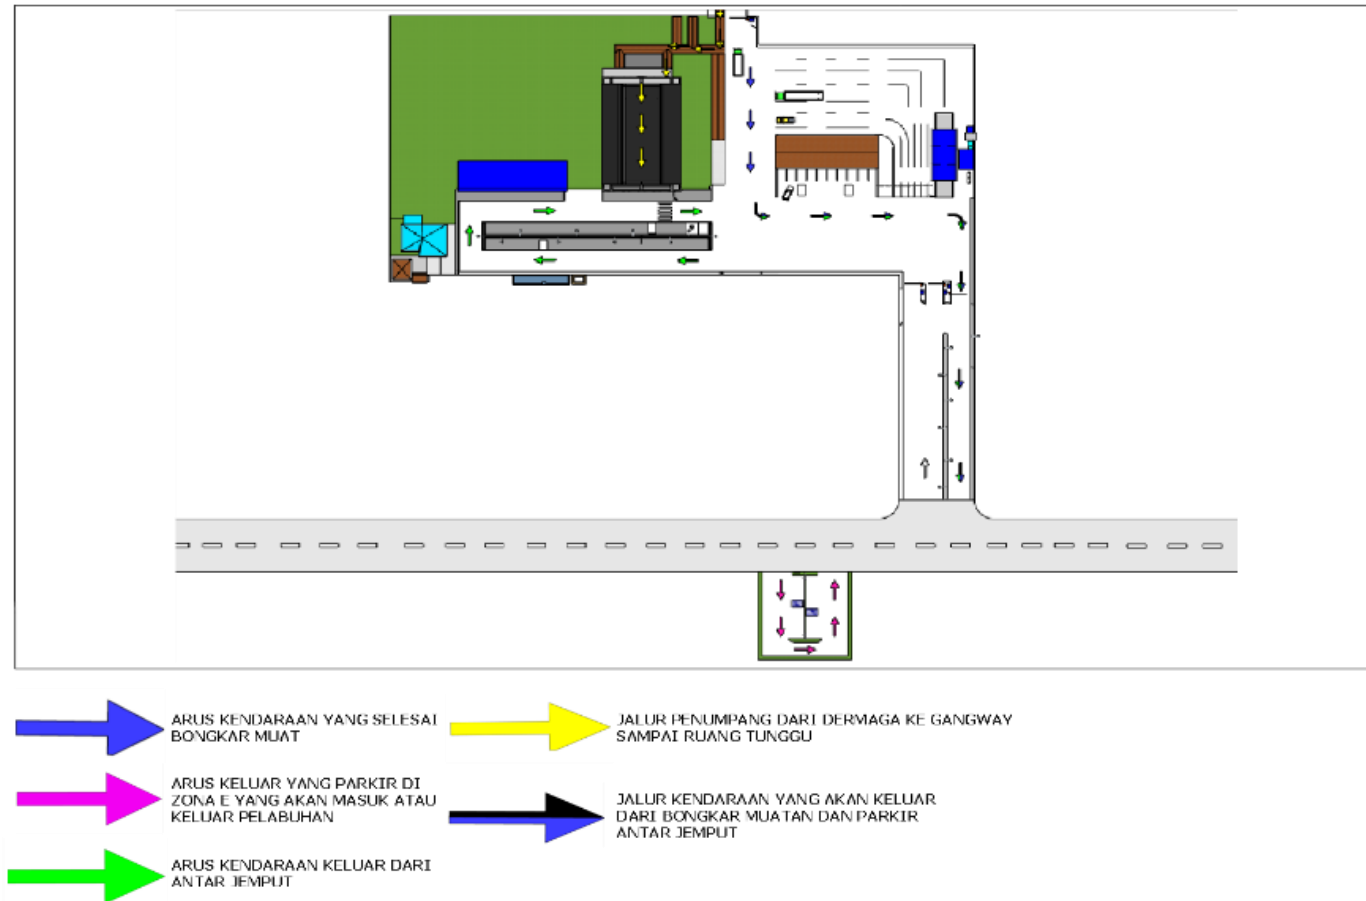 ARUS KENDARAAN YANG SELESAI
BONGKAR MUAT
ARUS KELUAR YANG PARKIR DI
ZONA E YANG AKAN MASUK ATAU
KELUAR PELABUHAN
ARUS KENDARAAN KELUAR DARI
ANTAR JEMPUT
JALUR PENUMPANG DARI DERMAGA KE GANGWAY
SAMPAI RUANG TUNGGU
JALUR KENDARAAN YANG AKAN KELUAR
DARI BONGKAR MUATAN DAN PARKIR
ANTAR JEMPUT